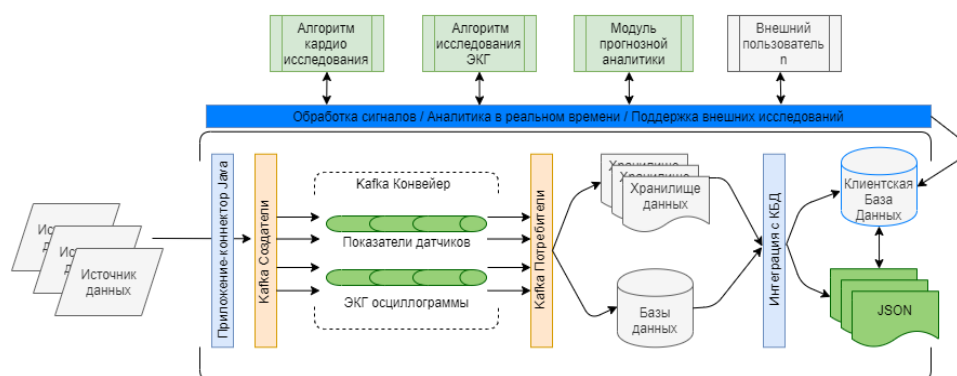 Алгоритм
кардио
исследования
Алгоритм
исследования
ЭКГ
Модуль
прогнозной
аналитики
Внешний
пользователь
n
Обработка сигналов / Аналитика в реальном времени / Поддержка внешних исследований
Источник
данных
Приложение-коннектор Java
Kafka Создатели
Kafka Конвейер
Показатели датчиков
ЭКГ осциллограммы
Kafka Потребители
Хранилище
Хранилище
данных
Базы
данных
Интеграция с КБД
Клиентская
База
Данных
JSON